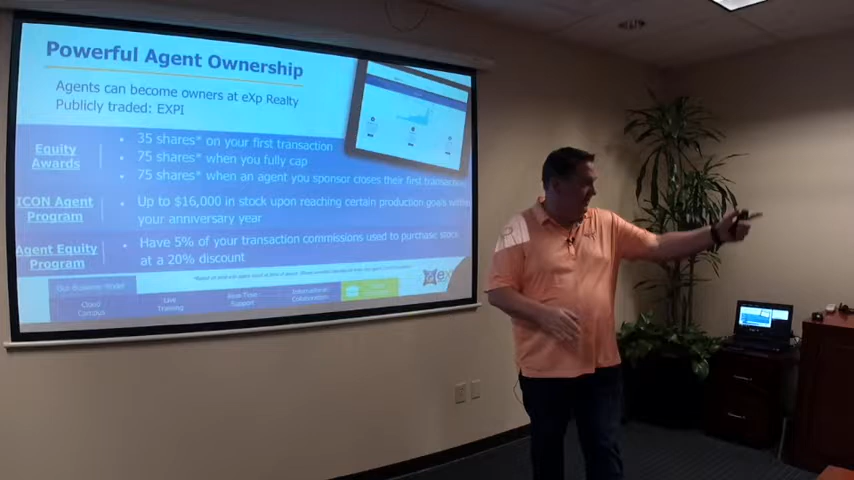 Powerful Agent Ownership
Agents can become owners at eXp Realty
Publicly traded: EXPI
Equity Awards
• 35 shares* on your first transaction
• 75 shares* when you fully cap
• 75 shares* when an agent you sponsor closes their first transaction
ICON Agent Program
• Up to $16,000 in stock upon reaching certain production goals within
your anniversary year
Agent Equity Program
• Have 5% of your transaction commissions used to purchase stock
at a 20% discount
Our Business Model
Cloud Campus
Live Training
Real-Time Support
International Collaboration
eXp